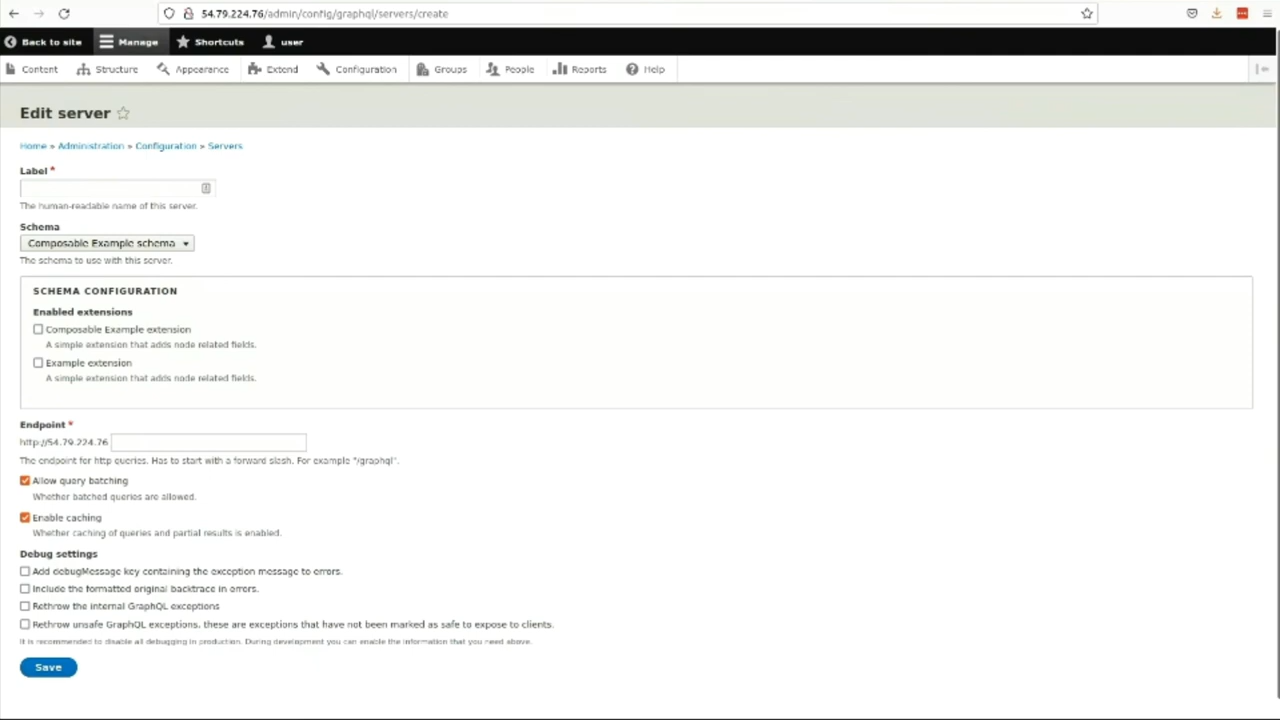 54.79.224.76/admin/config/graphql/servers/create
Back to site Manage Shortcuts user
Content Structure Appearance Extend Configuration Groups People Reports Help
Edit server
Home » Administration » Configuration » Servers
Label *
The human-readable name of this server.
Schema
Composable Example schema
The schema to use with this server.
SCHEMA CONFIGURATION
Enabled extensions
Composable Example extension
A simple extension that adds node related fields.
Example extension
A simple extension that adds node related fields.
Endpoint *
http://54.79.224.76
The endpoint for http queries. Has to start with a forward slash. For example "/graphql".
Allow query batching
Whether batched queries are allowed.
Enable caching
Whether caching of queries and partial results is enabled.
Debug settings
Add debugMessage key containing the exception message to errors.
Include the formatted original backtrace in errors.
Rethrow the internal GraphQL exceptions
Rethrow unsafe GraphQL exceptions, these are exceptions that have not been marked as safe to expose to clients.
It is recommended to disable all debugging in production. During development you can enable the information that you need above.
Save